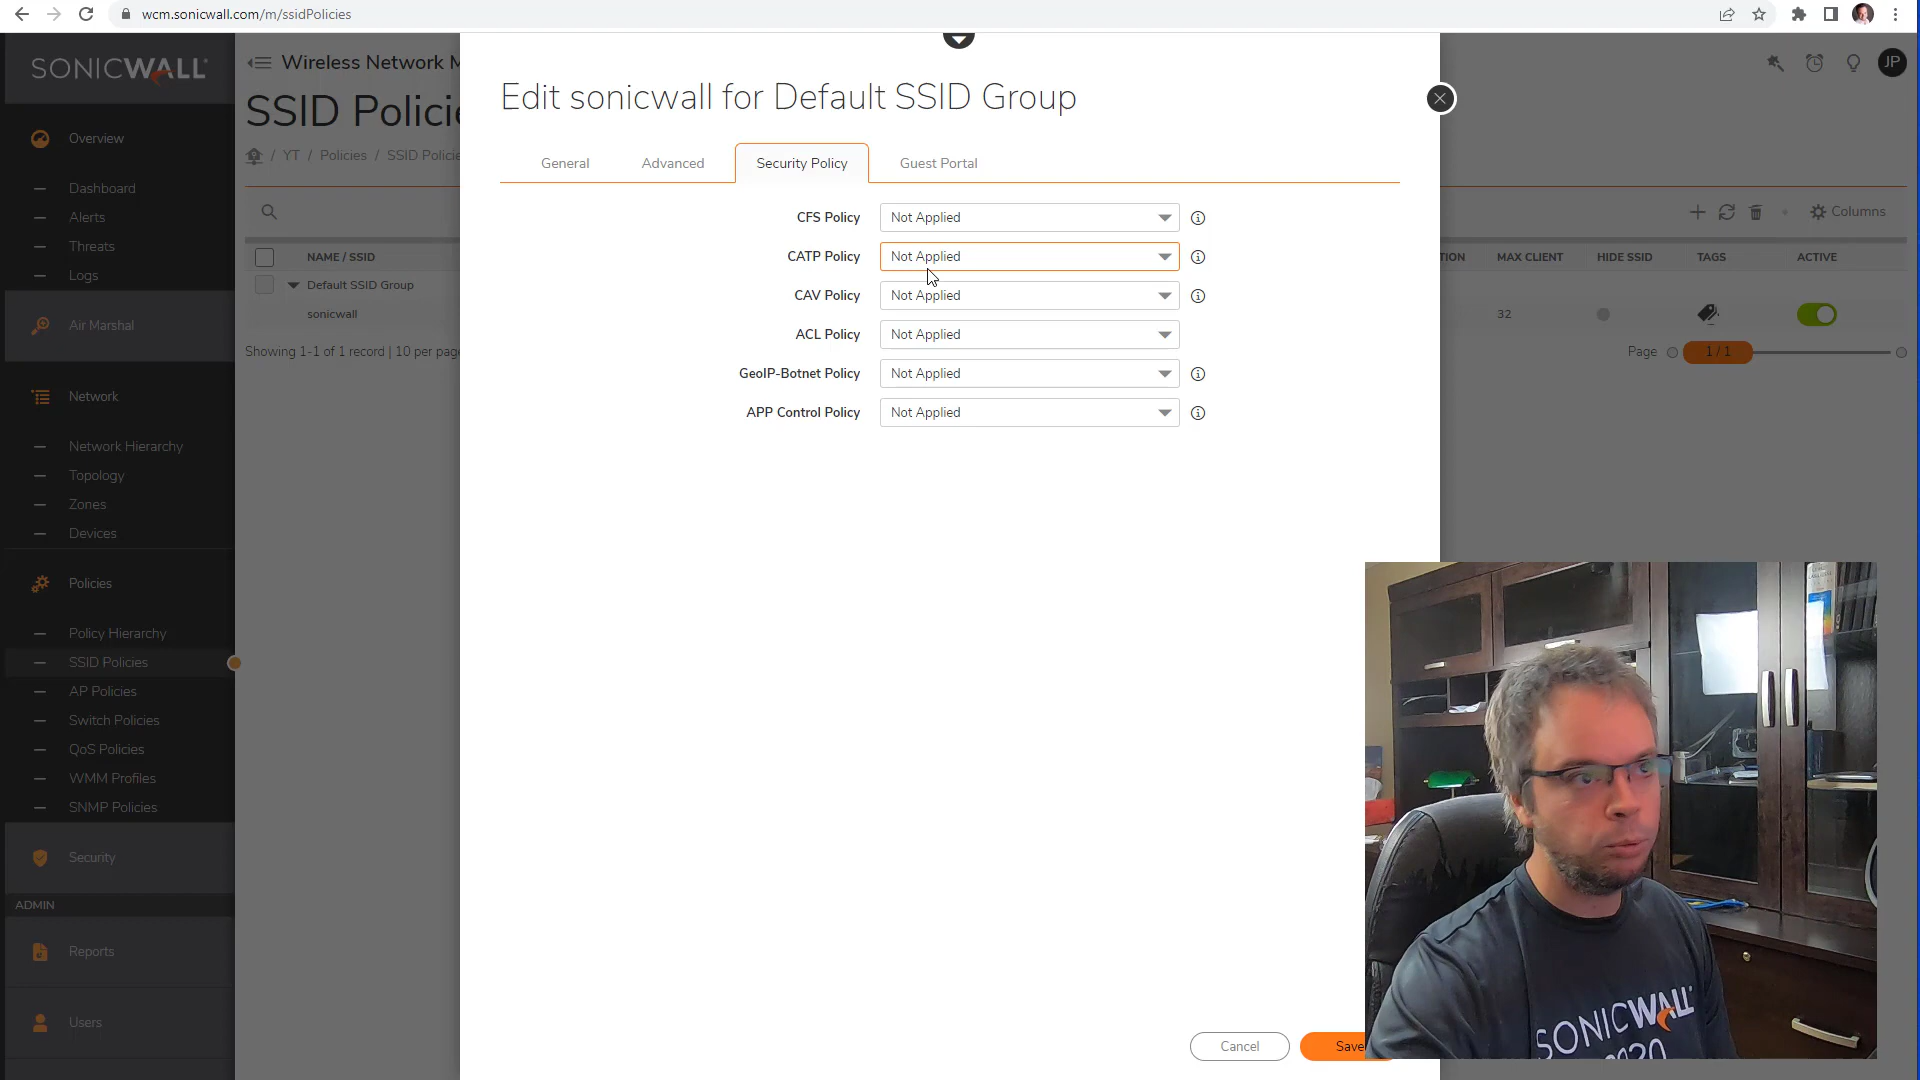 wcm.sonicwall.com/m/ssidPolicies
SONICWALL
Wireless Network M
JP
SSID Policie
/ YT / Policies / SSID Policie
Edit sonicwall for Default SSID Group
General
Advanced
Security Policy
Guest Portal
CFS Policy
Not Applied
CATP Policy
Not Applied
CAV Policy
Not Applied
ACL Policy
Not Applied
GeoIP-Botnet Policy
Not Applied
APP Control Policy
Not Applied
Cancel
Save
Overview
Dashboard
Alerts
Threats
Logs
Air Marshal
Network
Network Hierarchy
Topology
Zones
Devices
Policies
Policy Hierarchy
SSID Policies
AP Policies
Switch Policies
QoS Policies
WMM Profiles
SNMP Policies
Security
ADMIN
Reports
Users
NAME / SSID
Default SSID Group
sonicwall
Showing 1-1 of 1 record | 10 per page
Columns
TION
MAX CLIENT
HIDE SSID
TAGS
ACTIVE
32
Page
1 / 1
SONICWALL
2020